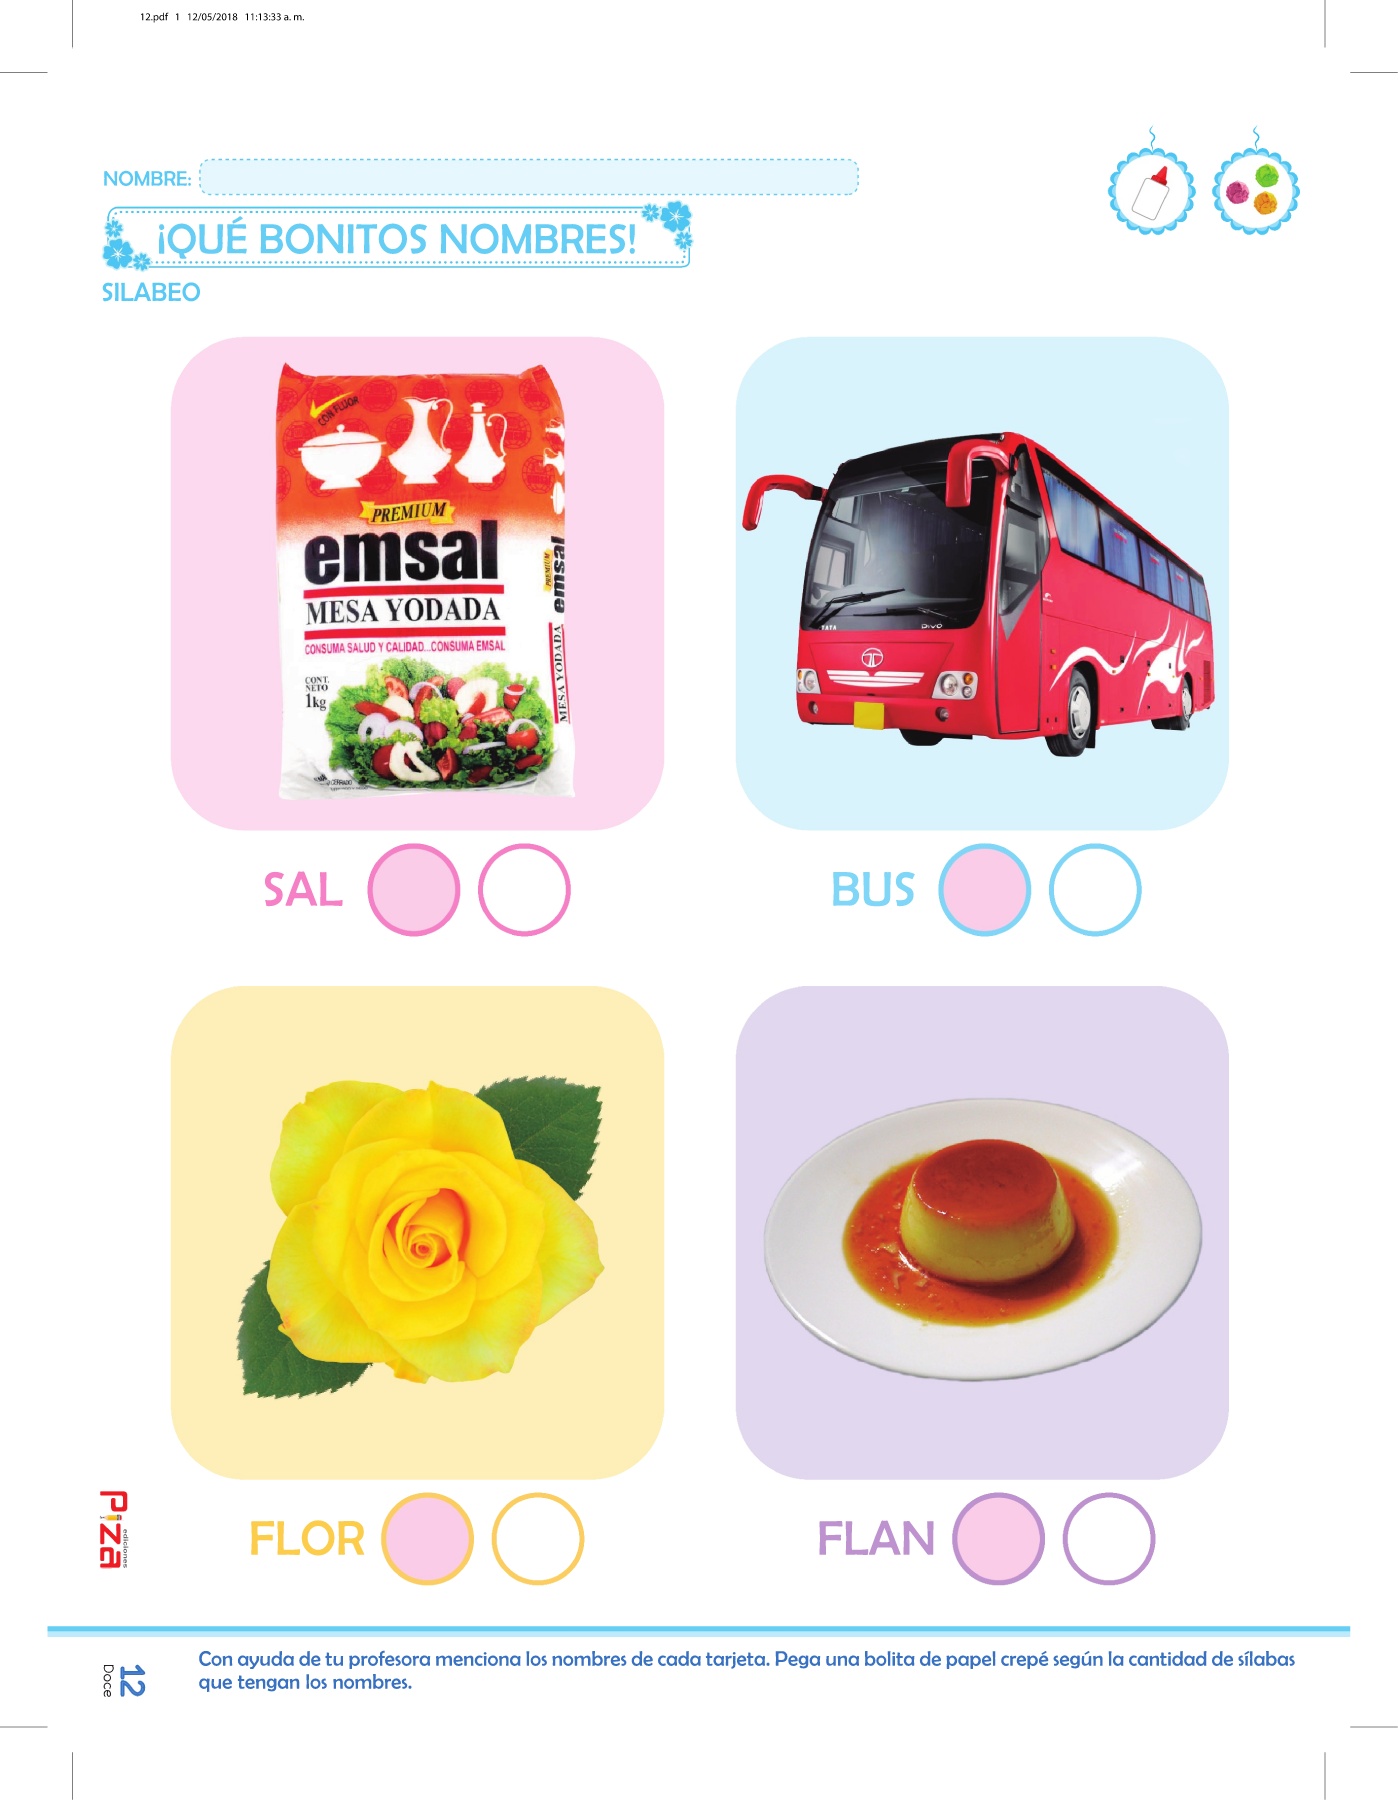 12.pdf 1 12/05/2018 11:13:33 a. m.
NOMBRE:
¡QUÉ BONITOS NOMBRES!
SILABEO
CON FLUOR
PREMIUM
emsal
MESA YODADA
CONSUMA SALUD Y CALIDAD...CONSUMA EMSAL
CONT.
NETO
1kg
PREMIUM
emsal
MESA YODADA
TATA
DIVO
SAL
BUS
FLOR
FLAN
Piza
ediciones
12
Doce
Con ayuda de tu profesora menciona los nombres de cada tarjeta. Pega una bolita de papel crepé según la cantidad de sílabas
que tengan los nombres.